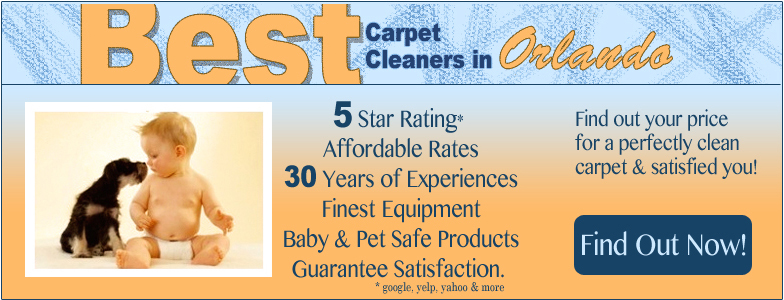 Best Carpet
Cleaners in Orlando
5 Star Rating*
Affordable Rates
30 Years of Experiences
Finest Equipment
Baby & Pet Safe Products
Guarantee Satisfaction.
* google, yelp, yahoo & more
Find out your price
for a perfectly clean
carpet & satisfied you!
Find Out Now!